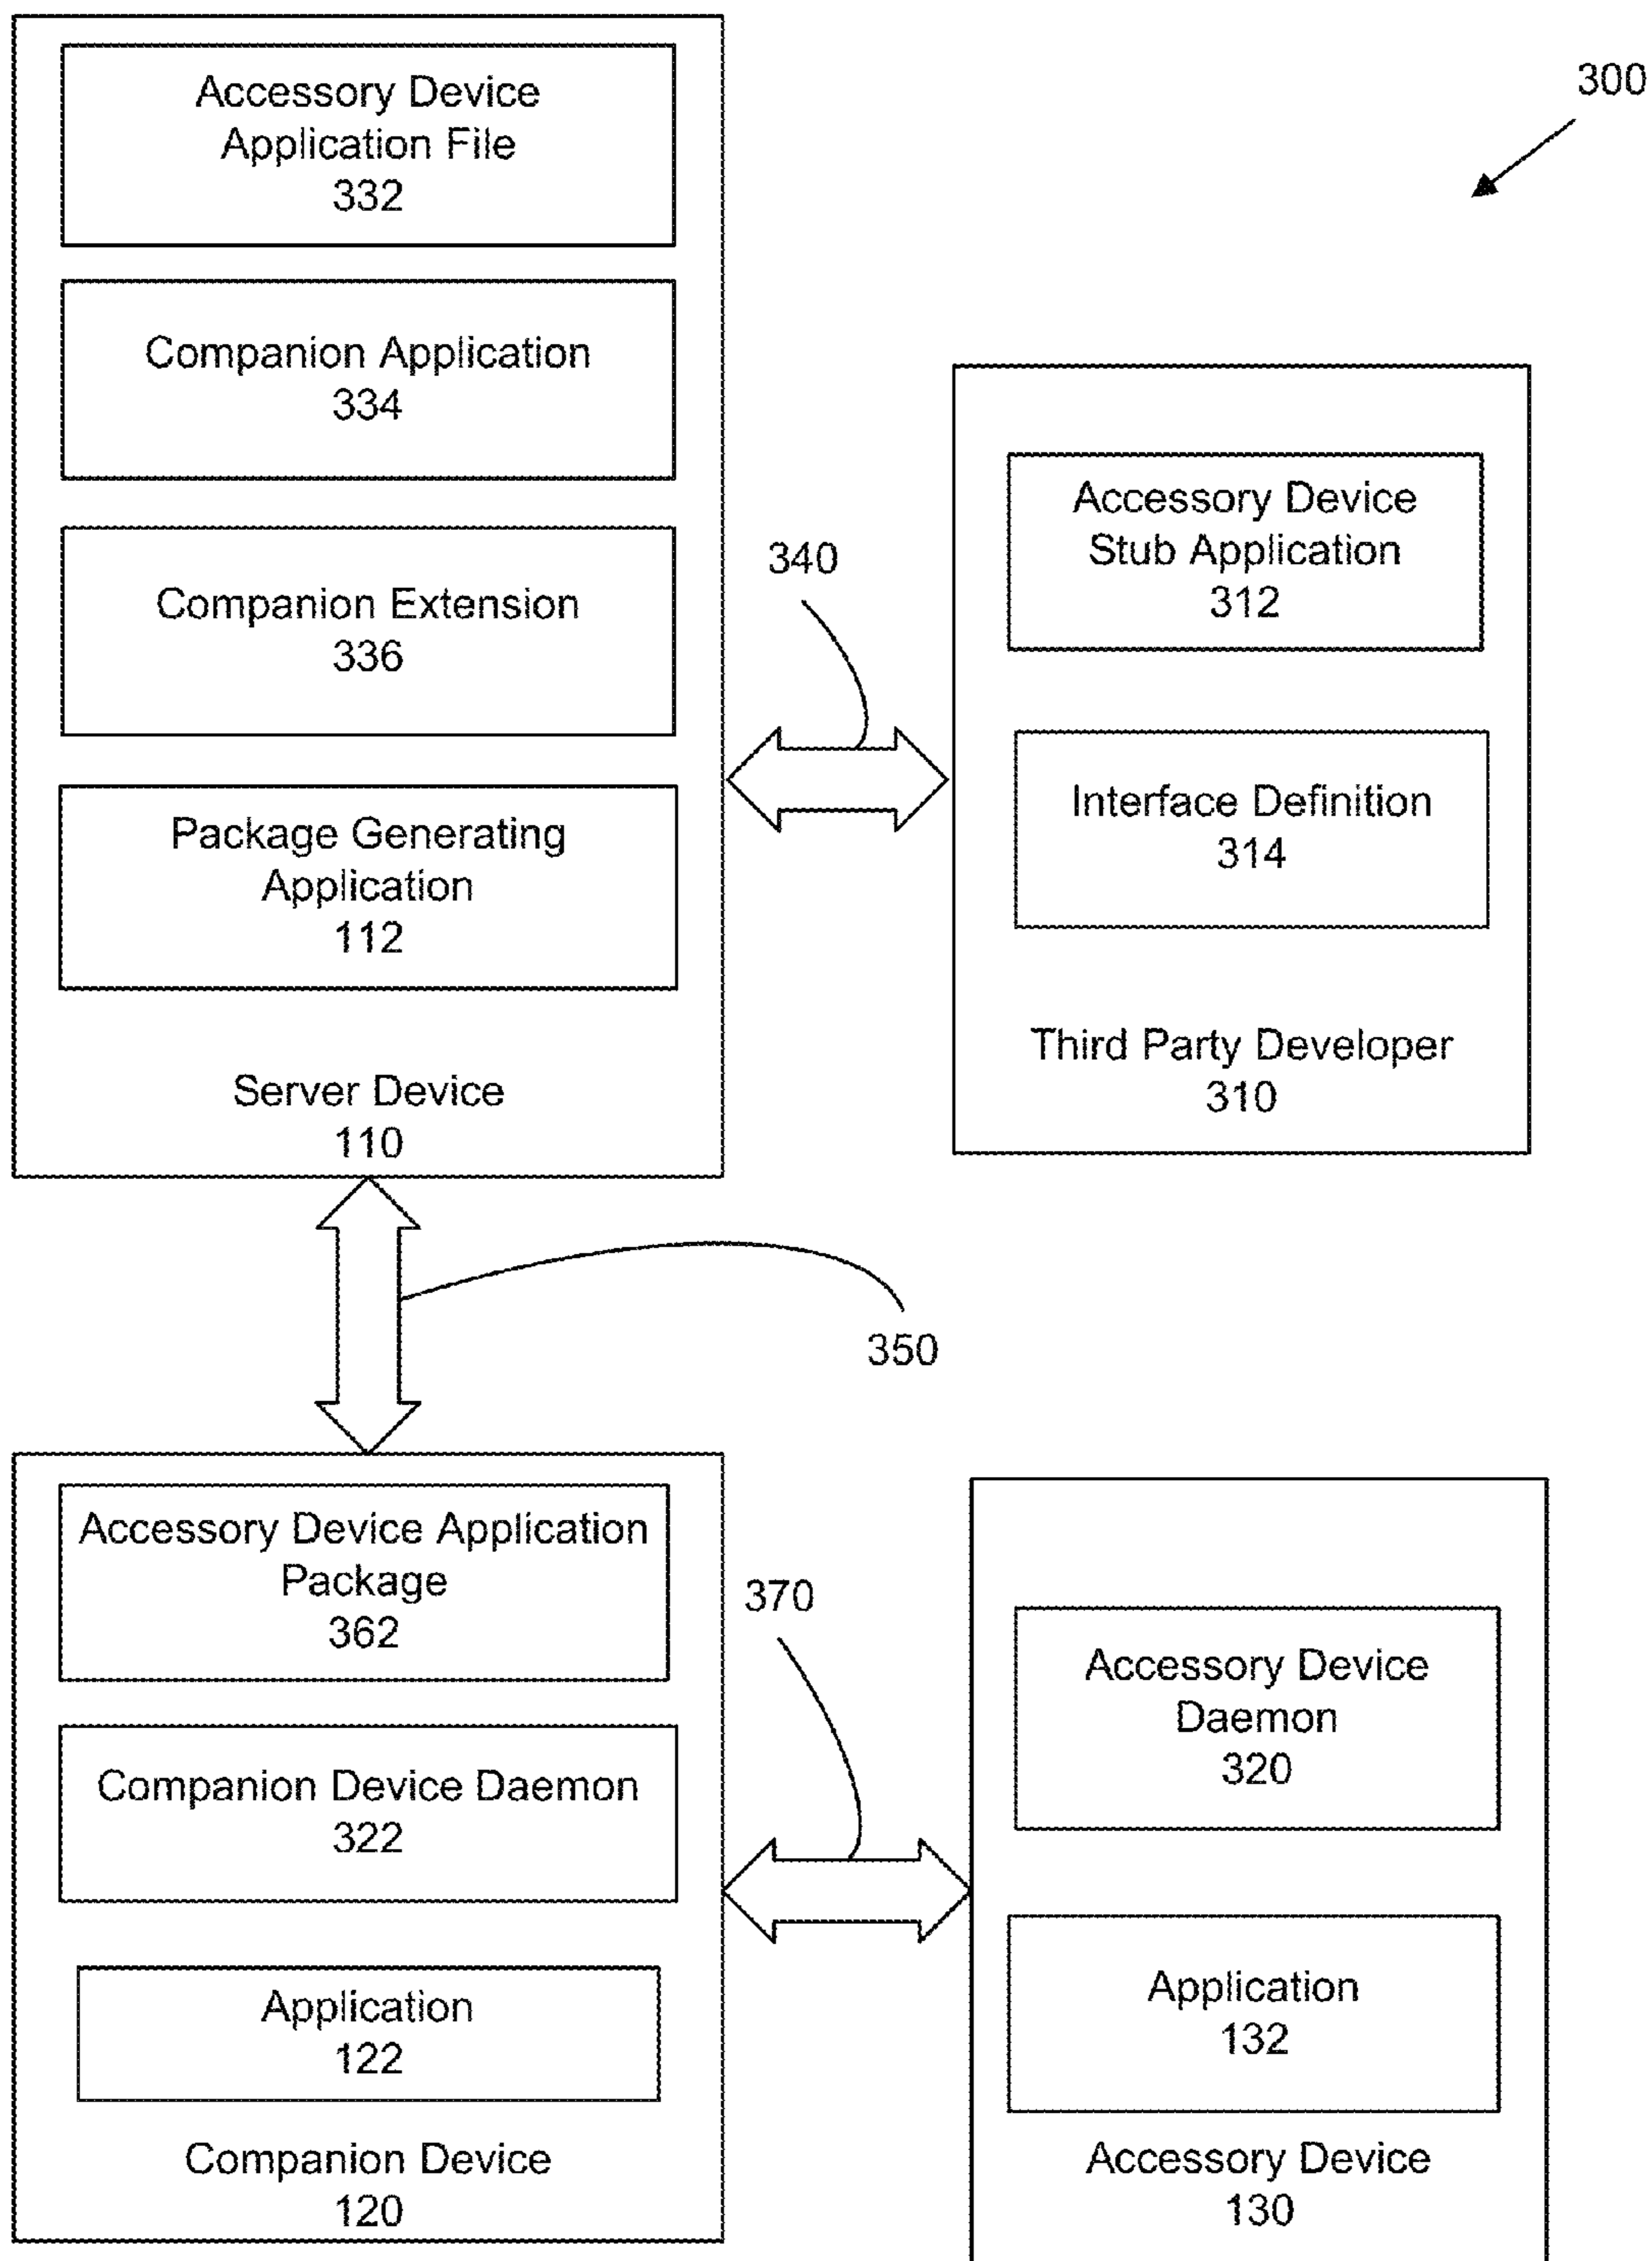 300
Accessory Device
Application File
332
Companion Application
334
Companion Extension
336
Package Generating
Application
112
Server Device
110
340
Accessory Device
Stub Application
312
Interface Definition
314
Third Party Developer
310
350
Accessory Device Application
Package
362
Companion Device Daemon
322
Application
122
Companion Device
120
370
Accessory Device
Daemon
320
Application
132
Accessory Device
130